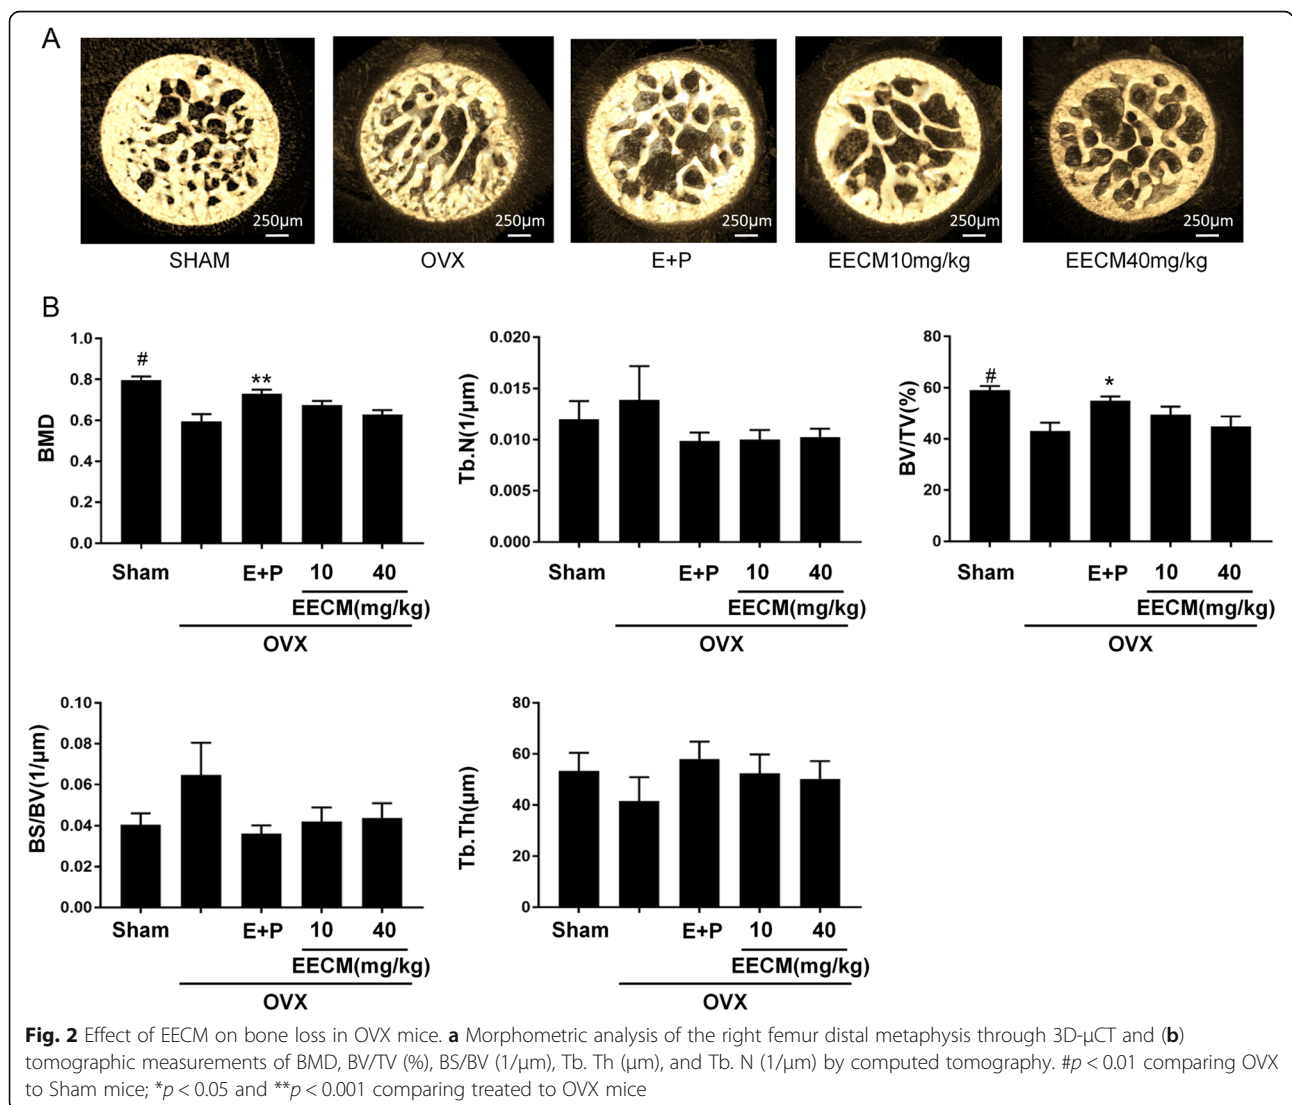 A
250µm 250µm 250µm 250µm 250µm
SHAM OVX E+P EECM10mg/kg EECM40mg/kg
B
BMD
1.0
0.8
0.6
0.4
0.2
0.0
#
**
Sham E+P 10 40
EECM(mg/kg)
OVX
Tb.N(1/µm)
0.020
0.015
0.010
0.005
0.000
E+P 10 40
EECM(mg/kg)
OVX
BV/TV(%)
80
60
40
20
0
#
*
Sham E+P 10 40
EECM(mg/kg)
OVX
BS/BV(1/µm)
0.10
0.08
0.06
0.04
0.02
0.00
Sham E+P 10 40
EECM(mg/kg)
OVX
Tb.Th(µm)
80
60
40
20
0
Sham E+P 10 40
EECM(mg/kg)
OVX
Fig. 2 Effect of EECM on bone loss in OVX mice. a Morphometric analysis of the right femur distal metaphysis through 3D-µCT and (b)
tomographic measurements of BMD, BV/TV (%), BS/BV (1/µm), Tb. Th (µm), and Tb. N (1/µm) by computed tomography. #p < 0.01 comparing OVX
to Sham mice; *p < 0.05 and **p < 0.001 comparing treated to OVX mice